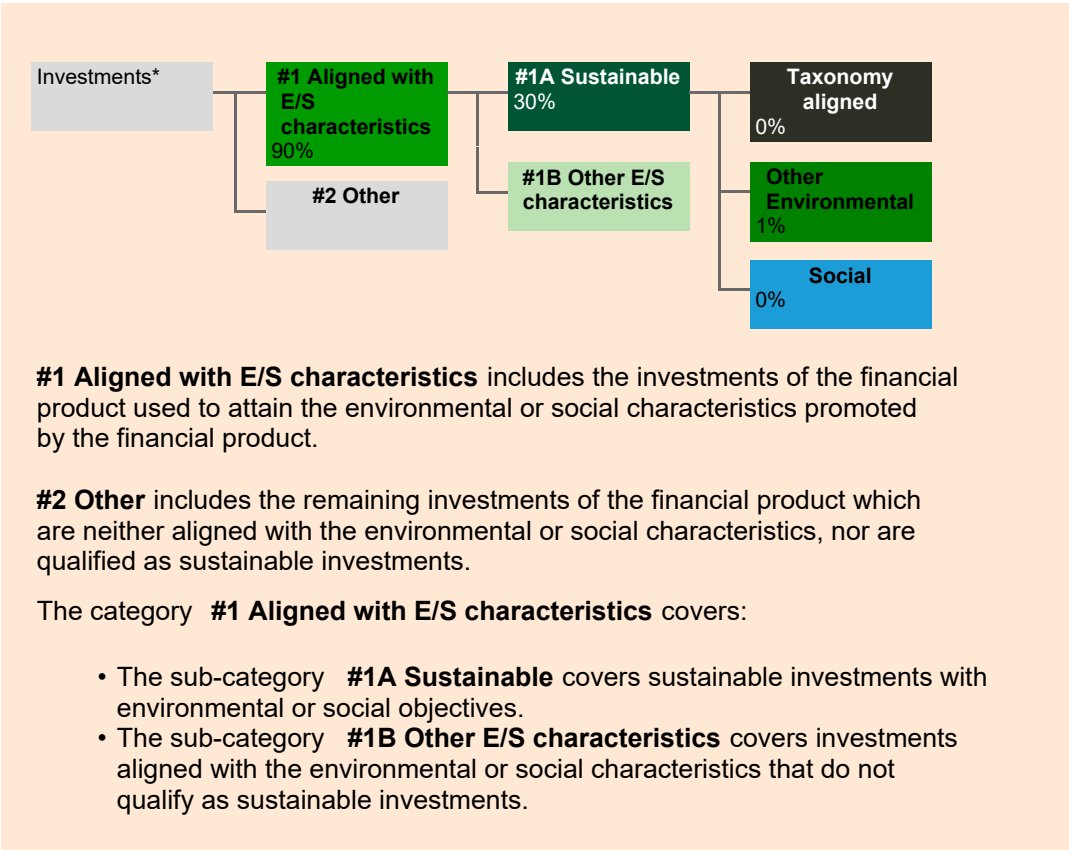 Investments*
#1 Aligned with
E/S
characteristics
90%
#2 Other
#1A Sustainable
30%
#1B Other E/S
characteristics
Taxonomy
aligned
0%
Other
Environmental
1%
Social
0%
#1 Aligned with E/S characteristics includes the investments of the financial
product used to attain the environmental or social characteristics promoted
by the financial product.
#2 Other includes the remaining investments of the financial product which
are neither aligned with the environmental or social characteristics, nor are
qualified as sustainable investments.
The category #1 Aligned with E/S characteristics covers:
• The sub-category #1A Sustainable covers sustainable investments with
environmental or social objectives.
• The sub-category #1B Other E/S characteristics covers investments
aligned with the environmental or social characteristics that do not
qualify as sustainable investments.